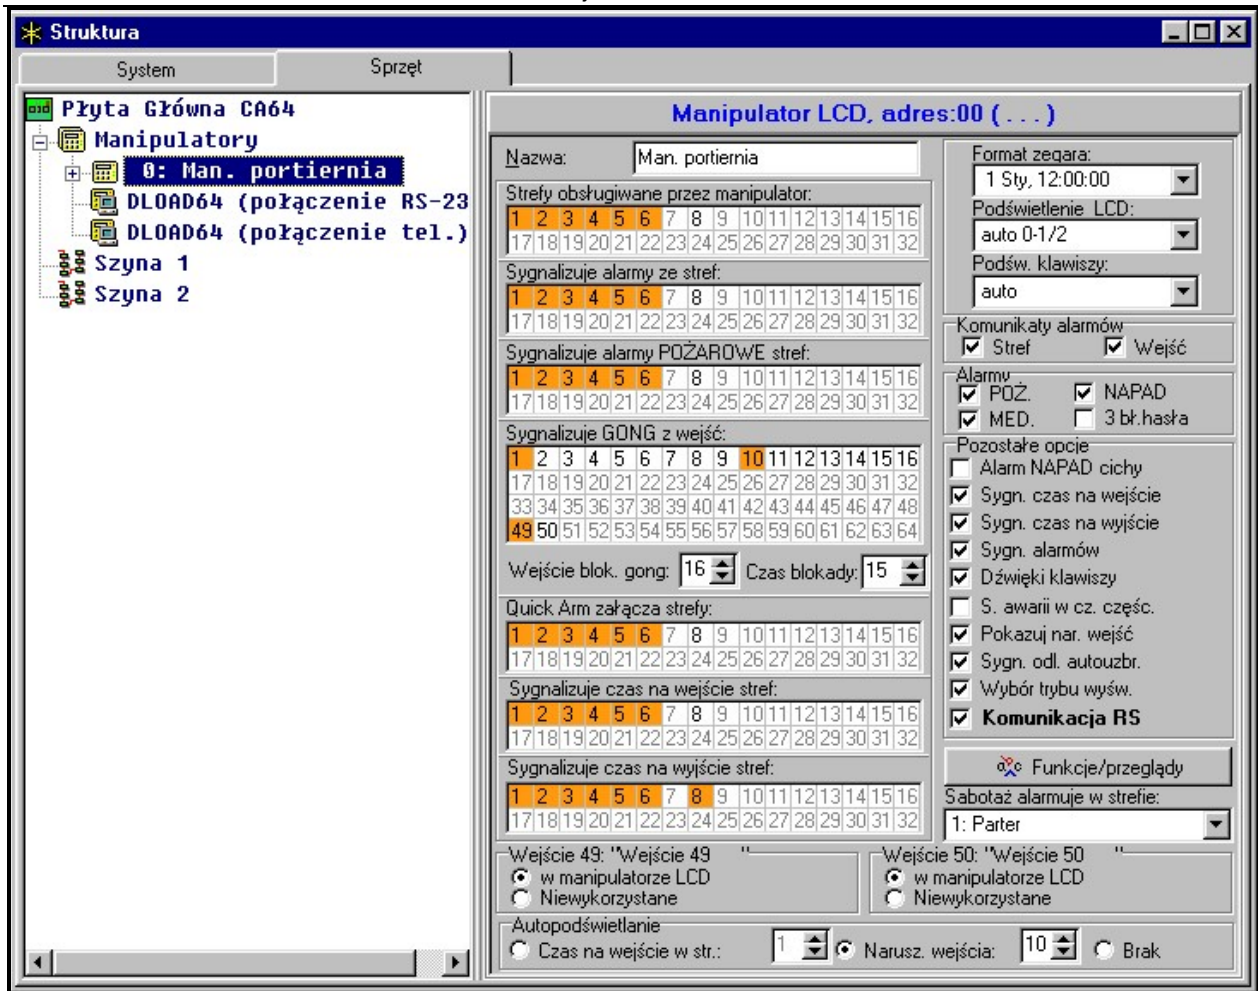 Struktura
System Sprzęt
Płyta Główna CA64
Manipulatory
0: Man. portiernia
DLOAD64 (połączenie RS-23
DLOAD64 (połączenie tel.)
Szyna 1
Szyna 2
Manipulator LCD, adres:00 ( . . . )
Nazwa: Man. portiernia
Strefy obsługiwane przez manipulator:
1 2 3 4 5 6 7 8 9 10 11 12 13 14 15 16
17 18 19 20 21 22 23 24 25 26 27 28 29 30 31 32
Sygnalizuje alarmy ze stref:
1 2 3 4 5 6 7 8 9 10 11 12 13 14 15 16
17 18 19 20 21 22 23 24 25 26 27 28 29 30 31 32
Sygnalizuje alarmy POŻAROWE stref:
1 2 3 4 5 6 7 8 9 10 11 12 13 14 15 16
17 18 19 20 21 22 23 24 25 26 27 28 29 30 31 32
Sygnalizuje GONG z wejść:
1 2 3 4 5 6 7 8 9 10 11 12 13 14 15 16
17 18 19 20 21 22 23 24 25 26 27 28 29 30 31 32
33 34 35 36 37 38 39 40 41 42 43 44 45 46 47 48
49 50 51 52 53 54 55 56 57 58 59 60 61 62 63 64
Wejście blok. gong: 16 Czas blokady: 15
Quick Arm załącza strefy:
1 2 3 4 5 6 7 8 9 10 11 12 13 14 15 16
17 18 19 20 21 22 23 24 25 26 27 28 29 30 31 32
Sygnalizuje czas na wejście stref:
1 2 3 4 5 6 7 8 9 10 11 12 13 14 15 16
17 18 19 20 21 22 23 24 25 26 27 28 29 30 31 32
Sygnalizuje czas na wyjście stref:
1 2 3 4 5 6 7 8 9 10 11 12 13 14 15 16
17 18 19 20 21 22 23 24 25 26 27 28 29 30 31 32
Format zegara:
1 Sty, 12:00:00
Podświetlenie LCD:
auto 0-1/2
Podśw. klawiszy:
auto
Komunikaty alarmów
Stref Wejść
Alarmy
POŻ. NAPAD
MED. 3 bł.hasła
Pozostałe opcje
Alarm NAPAD cichy
Sygn. czas na wejście
Sygn. czas na wyjście
Sygn. alarmów
Dźwięki klawiszy
S. awarii w cz. częśc.
Pokazuj nar. wejść
Sygn. odl. autouzbr.
Wybór trybu wyśw.
Komunikacja RS
Funkcje/przeglądy
Sabotaż alarmuje w strefie:
1: Parter
Wejście 49: "Wejście 49 " Wejście 50: "Wejście 50 "
w manipulatorze LCD w manipulatorze LCD
Niewykorzystane Niewykorzystane
Autopodświetlanie
Czas na wejście w str.: 1 Narusz. wejścia: 10 Brak